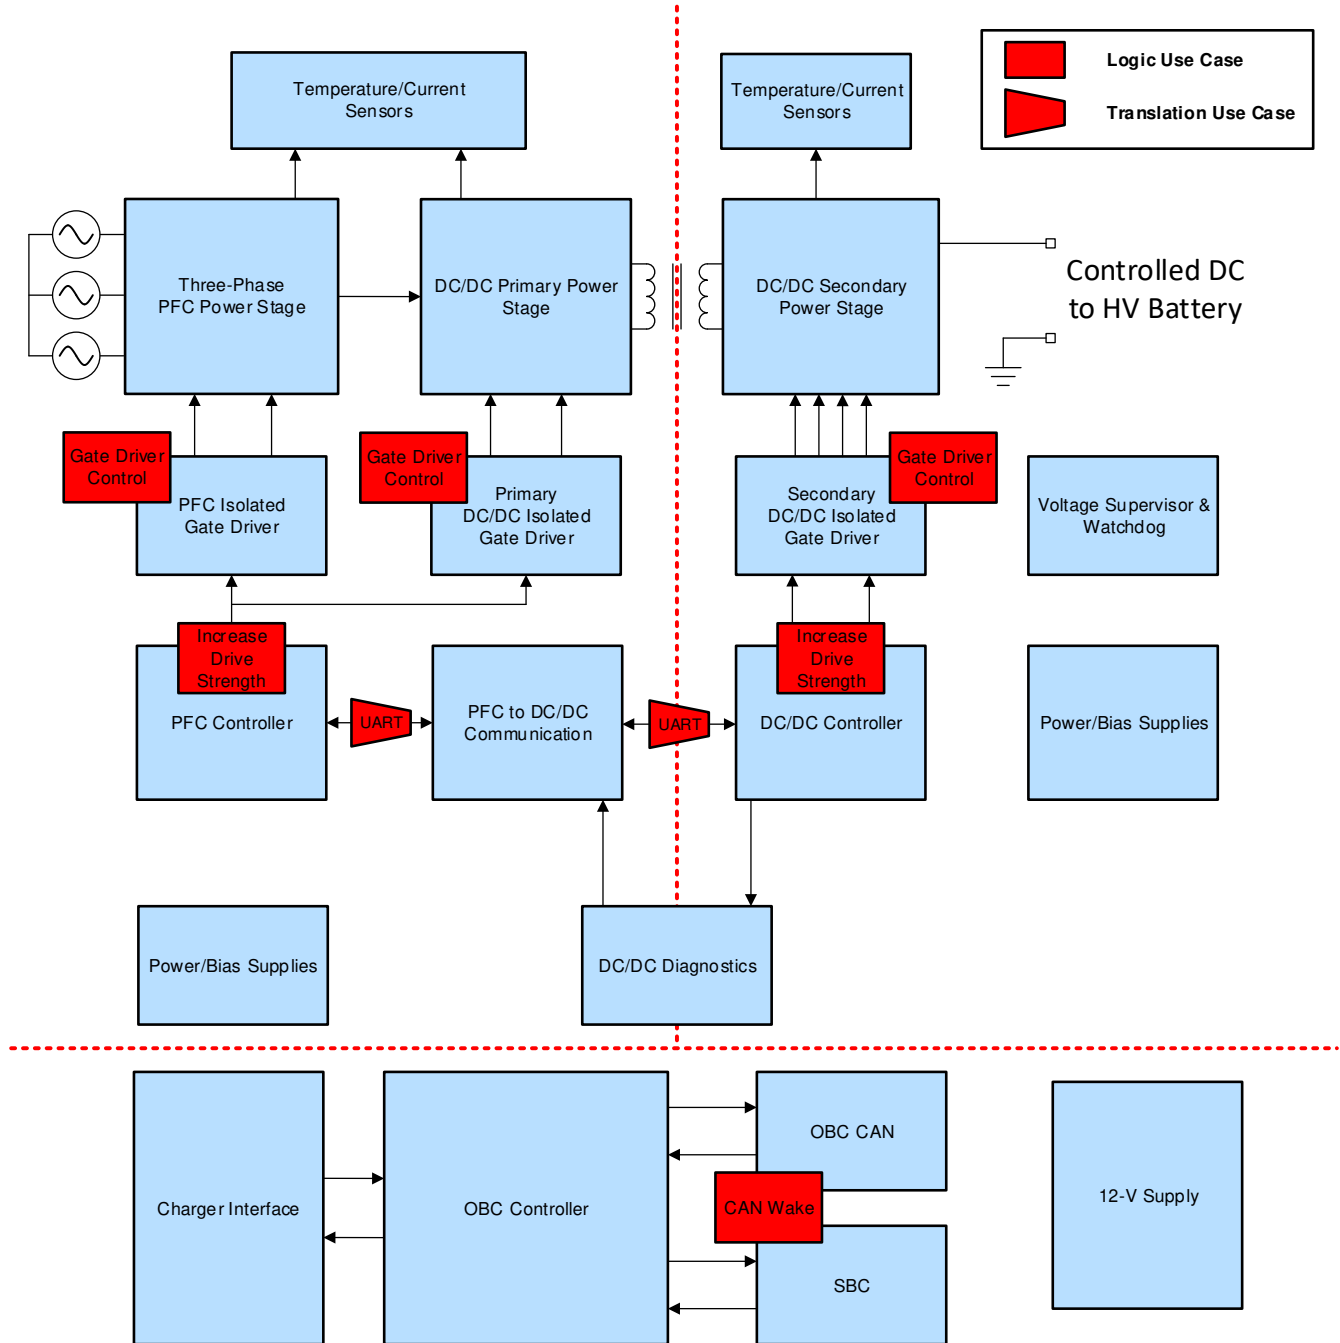 Temperature/Current
Sensors
Temperature/Current
Sensors
Logic Use Case
Translation Use Case
Three-Phase
PFC Power Stage
DC/DC Primary Power
Stage
DC/DC Secondary
Power Stage
Controlled DC
to HV Battery
Gate Driver
Control
PFC Isolated
Gate Driver
Gate Driver
Control
Primary
DC/DC Isolated
Gate Driver
Secondary
DC/DC Isolated
Gate Driver
Gate Driver
Control
Voltage Supervisor &
Watchdog
Increase
Drive
Strength
PFC Controller
UART
PFC to DC/DC
Communication
UART
Increase
Drive
Strength
DC/DC Controller
Power/Bias Supplies
Power/Bias Supplies
DC/DC Diagnostics
Charger Interface
OBC Controller
OBC CAN
CAN Wake
SBC
12-V Supply